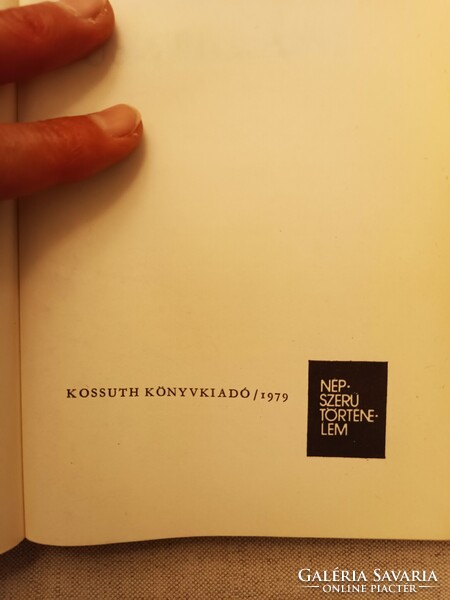 KOSSUTH KÖNYVKIADÓ/1979
NÉP-
SZERŰ
TÖRTÉNE-
LEM
GALÉRIA SAVARIA
ONLINE PIACTÉR